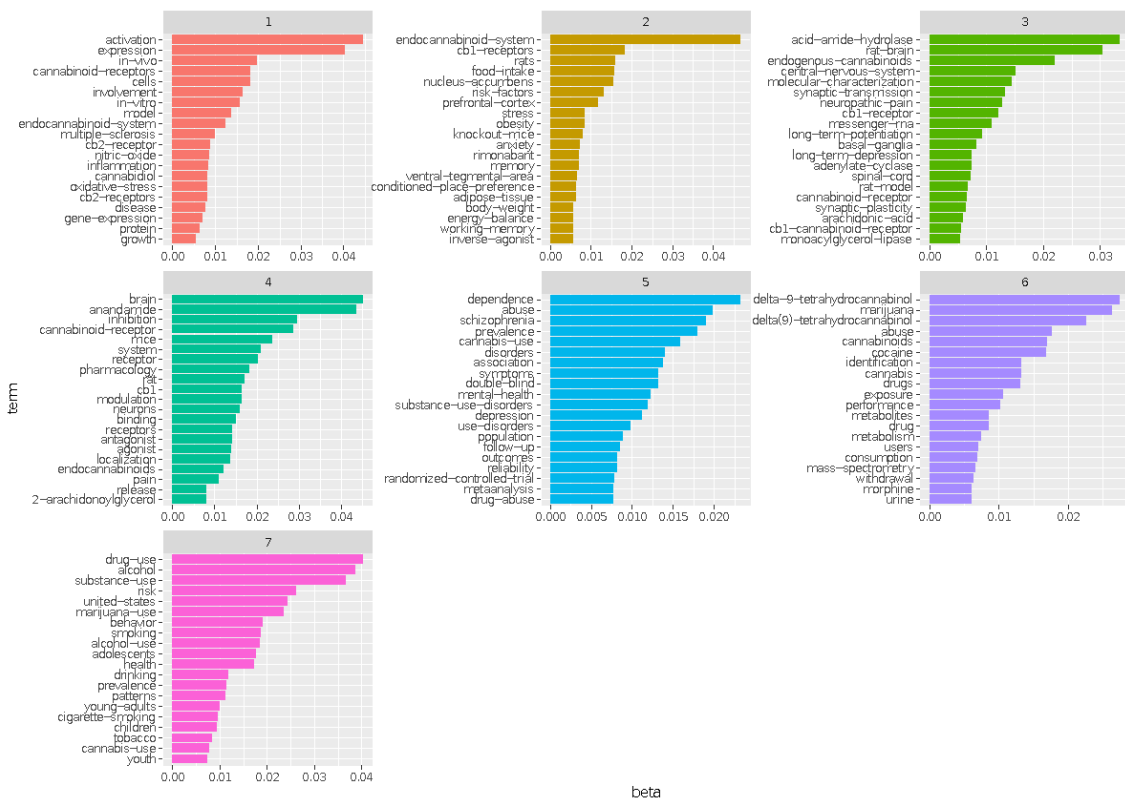 1
activation
expression
in-vivo
cannabinoid-receptors
cells
involvement
in-vitro
model
endocannabinoid-system
multiple-sclerosis
cb2-receptor
nitric-oxide
inflammation
cannabidiol
oxidative-stress
cb2-receptors
disease
gene-expression
protein
growth
0.00 0.01 0.02 0.03 0.04
2
endocannabinoid-system
cb1-receptors
rats
food-intake
nucleus-accumbens
risk-factors
prefrontal-cortex
stress
obesity
knockout-mice
anxiety
rimonabant
memory
ventral-tegmental-area
conditioned-place-preference
adipose-tissue
body-weight
energy-balance
working-memory
inverse-agonist
0.00 0.01 0.02 0.03 0.04
3
acid-amide-hydrolase
rat-brain
endogenous-cannabinoids
central-nervous-system
molecular-characterization
synaptic-transmission
neuropathic-pain
cb1-receptor
messenger-rna
long-term-potentiation
basal-ganglia
long-term-depression
adenylate-cyclase
spinal-cord
rat-model
cannabinoid-receptor
synaptic-plasticity
arachidonic-acid
cb1-cannabinoid-receptor
monoacylglycerol-lipase
0.00 0.01 0.02 0.03
term
4
brain
anandamide
inhibition
cannabinoid-receptor
mice
system
receptor
pharmacology
rat
cb1
modulation
neurons
binding
receptors
antagonist
agonist
localization
endocannabinoids
pain
release
2-arachidonoylglycerol
0.00 0.01 0.02 0.03 0.04
5
dependence
abuse
schizophrenia
prevalence
cannabis-use
disorders
association
symptoms
double-blind
mental-health
substance-use-disorders
depression
use-disorders
population
follow-up
outcomes
reliability
randomized-controlled-trial
metaanalysis
drug-abuse
0.000 0.005 0.010 0.015 0.020
6
delta-9-tetrahydrocannabinol
marijuana
delta(9)-tetrahydrocannabinol
abuse
cannabinoids
cocaine
identification
cannabis
drugs
exposure
performance
metabolites
drug
metabolism
users
consumption
mass-spectrometry
withdrawal
morphine
urine
0.00 0.01 0.02
7
drug-use
alcohol
substance-use
risk
united-states
marijuana-use
behavior
smoking
alcohol-use
adolescents
health
drinking
prevalence
patterns
young-adults
cigarette-smoking
children
tobacco
cannabis-use
youth
0.00 0.01 0.02 0.03 0.04
beta